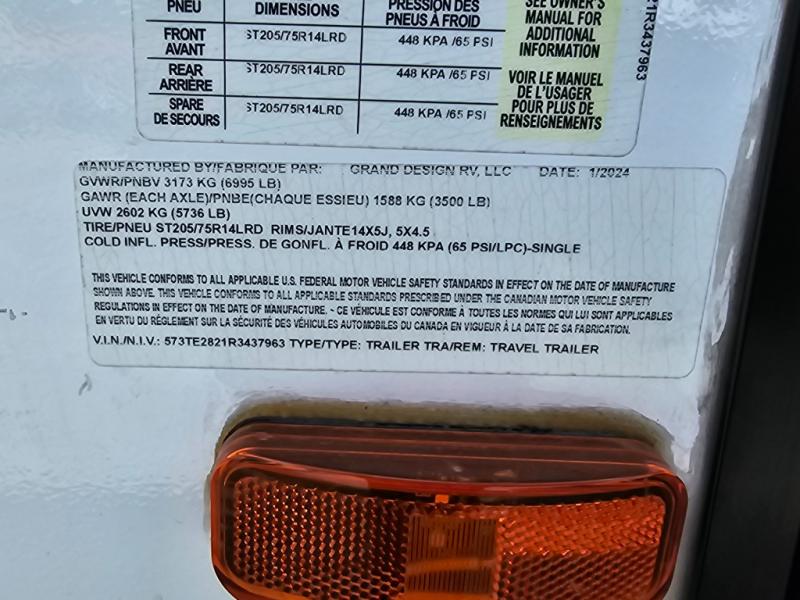 PNEU DIMENSIONS PRESSION DES PNEUS À FROID
FRONT AVANT ST205/75R14LRD 448 KPA /65 PSI
REAR ARRIÈRE ST205/75R14LRD 448 KPA /65 PSI
SPARE DE SECOURS ST205/75R14LRD 448 KPA /65 PSI
SEE OWNER'S
MANUAL FOR
ADDITIONAL
INFORMATION
VOIR LE MANUEL
DE L'USAGER
POUR PLUS DE
RENSEIGNEMENTS
21R3437963
MANUFACTURED BY/FABRIQUE PAR: GRAND DESIGN RV, LLC DATE: 1/2024
GVWR/PNBV 3173 KG (6995 LB)
GAWR (EACH AXLE)/PNBE(CHAQUE ESSIEU) 1588 KG (3500 LB)
UVW 2602 KG (5736 LB)
TIRE/PNEU ST205/75R14LRD RIMS/JANTE14X5J, 5X4.5
COLD INFL. PRESS/PRESS. DE GONFL. À FROID 448 KPA (65 PSI/LPC)-SINGLE
THIS VEHICLE CONFORMS TO ALL APPLICABLE U.S. FEDERAL MOTOR VEHICLE SAFETY STANDARDS IN EFFECT ON THE DATE OF MANUFACTURE
SHOWN ABOVE. THIS VEHICLE CONFORMS TO ALL APPLICABLE STANDARDS PRESCRIBED UNDER THE CANADIAN MOTOR VEHICLE SAFETY
REGULATIONS IN EFFECT ON THE DATE OF MANUFACTURE. - CE VÉHICULE EST CONFORME À TOUTES LES NORMES QUI LUI SONT APPLICABLES
EN VERTU DU RÈGLEMENT SUR LA SÉCURITÉ DES VÉHICULES AUTOMOBILES DU CANADA EN VIGUEUR À LA DATE DE SA FABRICATION.
V.I.N./N.I.V.: 573TE2821R3437963 TYPE/TYPE: TRAILER TRA/REM: TRAVEL TRAILER